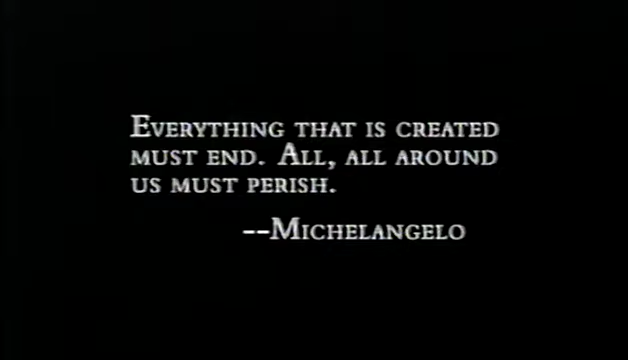 Everything that is created
must end. All, all around
us must perish.
--Michelangelo